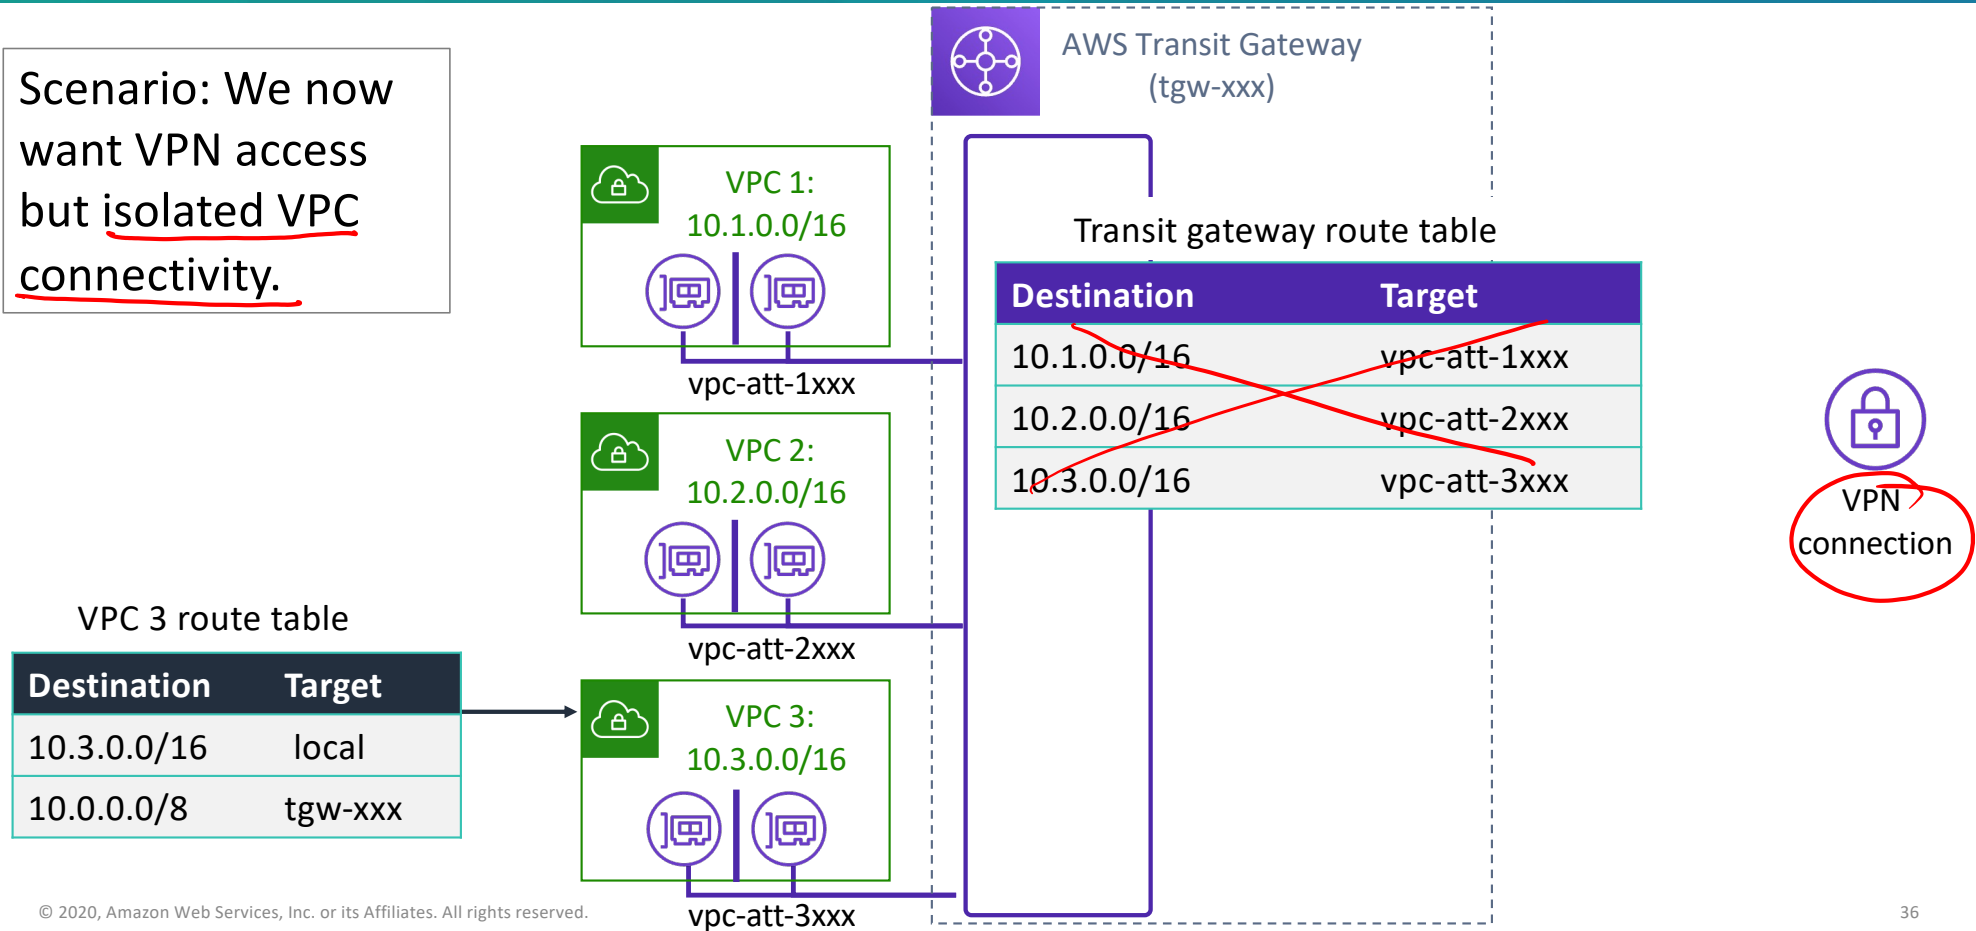 Scenario: We now
want VPN access
but isolated VPC
connectivity.
AWS Transit Gateway
(tgw-xxx)
VPC 1:
10.1.0.0/16
vpc-att-1xxx
Transit gateway route table
Destination Target
10.1.0.0/16 vpc-att-1xxx
10.2.0.0/16 vpc-att-2xxx
10.3.0.0/16 vpc-att-3xxx
VPN
connection
VPC 2:
10.2.0.0/16
vpc-att-2xxx
VPC 3 route table
Destination Target
10.3.0.0/16 local
10.0.0.0/8 tgw-xxx
VPC 3:
10.3.0.0/16
vpc-att-3xxx
© 2020, Amazon Web Services, Inc. or its Affiliates. All rights reserved.
36